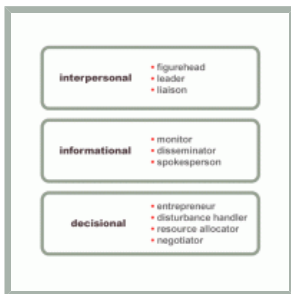 interpersonal
• figurehead
• leader
• liaison
informational
• monitor
• disseminator
• spokesperson
decisional
• entrepreneur
• disturbance handler
• resource allocator
• negotiator